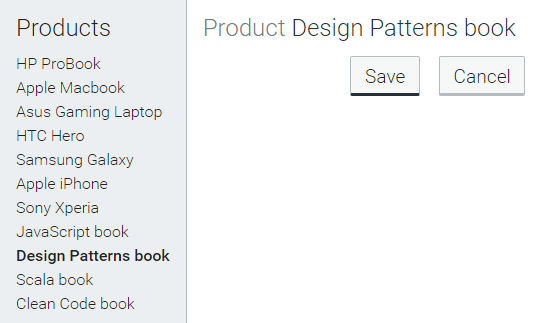 Products
HP ProBook
Apple Macbook
Asus Gaming Laptop
HTC Hero
Samsung Galaxy
Apple iPhone
Sony Xperia
JavaScript book
Design Patterns book
Scala book
Clean Code book
Product Design Patterns book
Save
Cancel